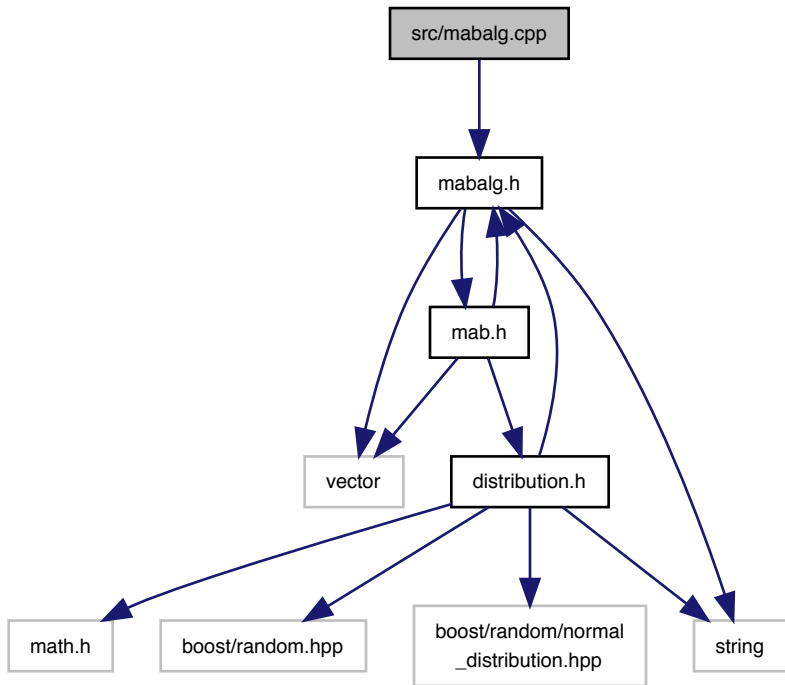 src/mabalg.cpp
mabalg.h
mab.h
vector
distribution.h
math.h
boost/random.hpp
boost/random/normal
_distribution.hpp
string